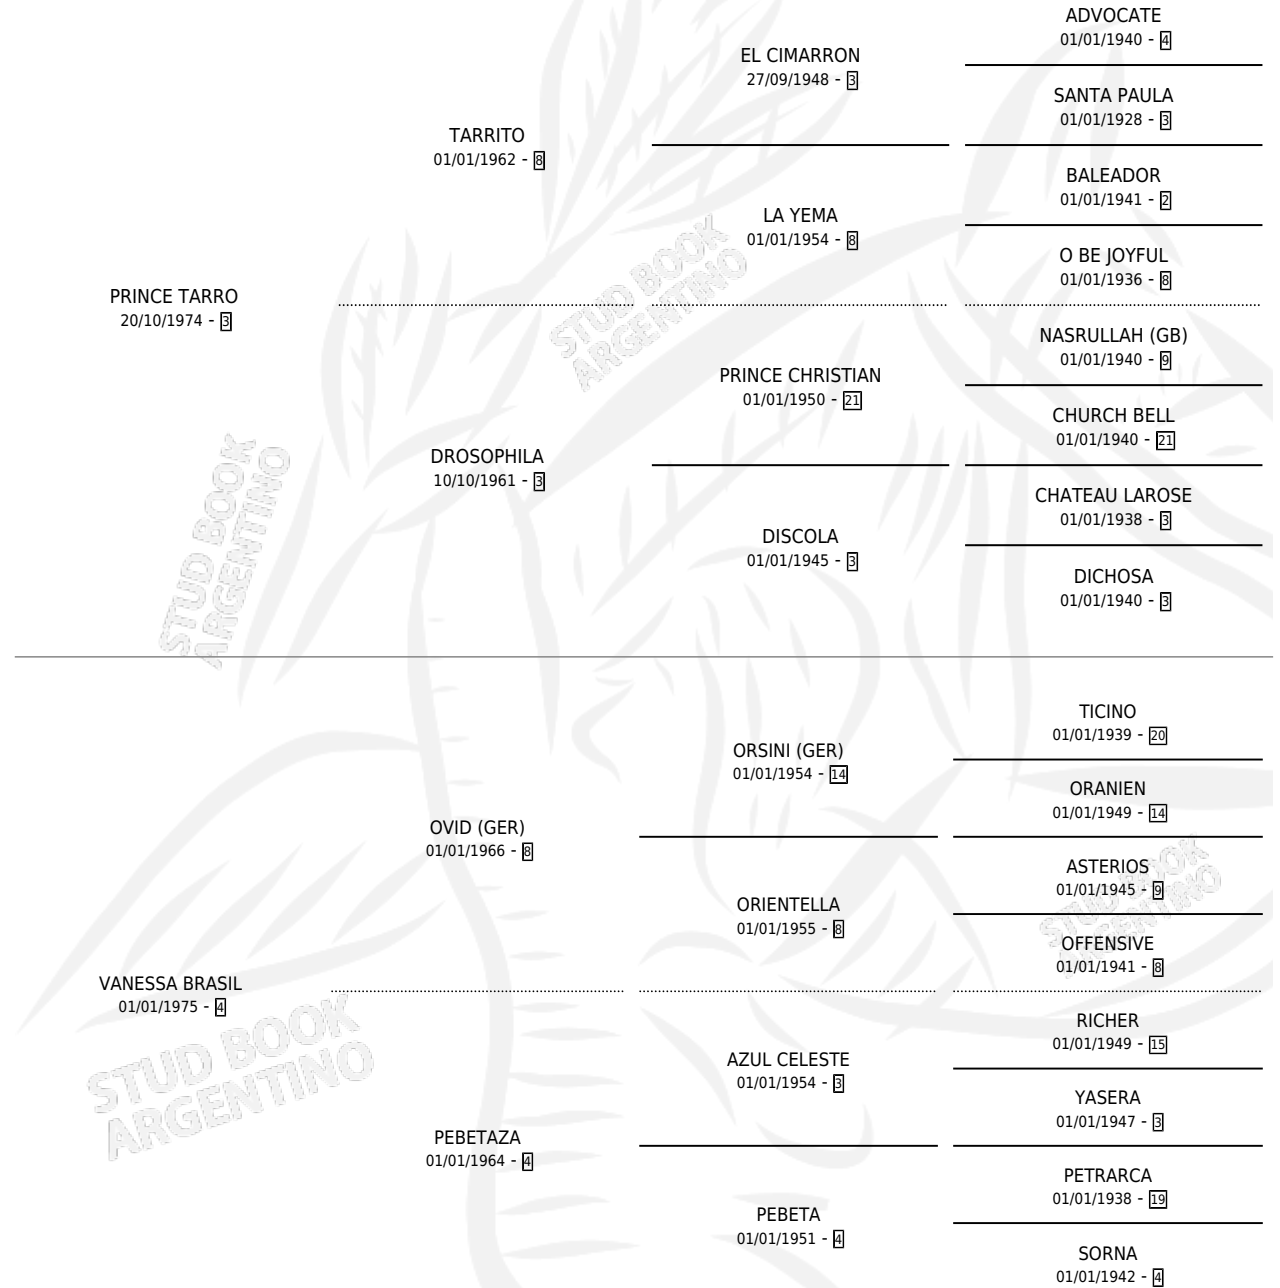 ADVOCATE
01/01/1940 - 4
EL CIMARRON
27/09/1948 - 3
SANTA PAULA
01/01/1928 - 3
TARRITO
01/01/1962 - 8
BALEADOR
01/01/1941 - 2
LA YEMA
01/01/1954 - 8
O BE JOYFUL
01/01/1936 - 8
PRINCE TARRO
20/10/1974 - 3
NASRULLAH (GB)
01/01/1940 - 9
PRINCE CHRISTIAN
01/01/1950 - 21
CHURCH BELL
01/01/1940 - 21
DROSOPHILA
10/10/1961 - 3
CHATEAU LAROSE
01/01/1938 - 3
DISCOLA
01/01/1945 - 3
DICHOSA
01/01/1940 - 3
TICINO
01/01/1939 - 20
ORSINI (GER)
01/01/1954 - 14
ORANIEN
01/01/1949 - 14
OVID (GER)
01/01/1966 - 8
ASTERIOS
01/01/1945 - 9
ORIENTELLA
01/01/1955 - 8
OFFENSIVE
01/01/1941 - 8
VANESSA BRASIL
01/01/1975 - 4
RICHER
01/01/1949 - 15
AZUL CELESTE
01/01/1954 - 3
YASERA
01/01/1947 - 3
PEBETAZA
01/01/1964 - 4
PETRARCA
01/01/1938 - 19
PEBETA
01/01/1951 - 4
SORNA
01/01/1942 - 4
STUD BOOK
ARGENTINO
STUD BOOK
ARGENTINO
STUD BOOK
ARGENTINO
STUD BOOK
ARGENTINO